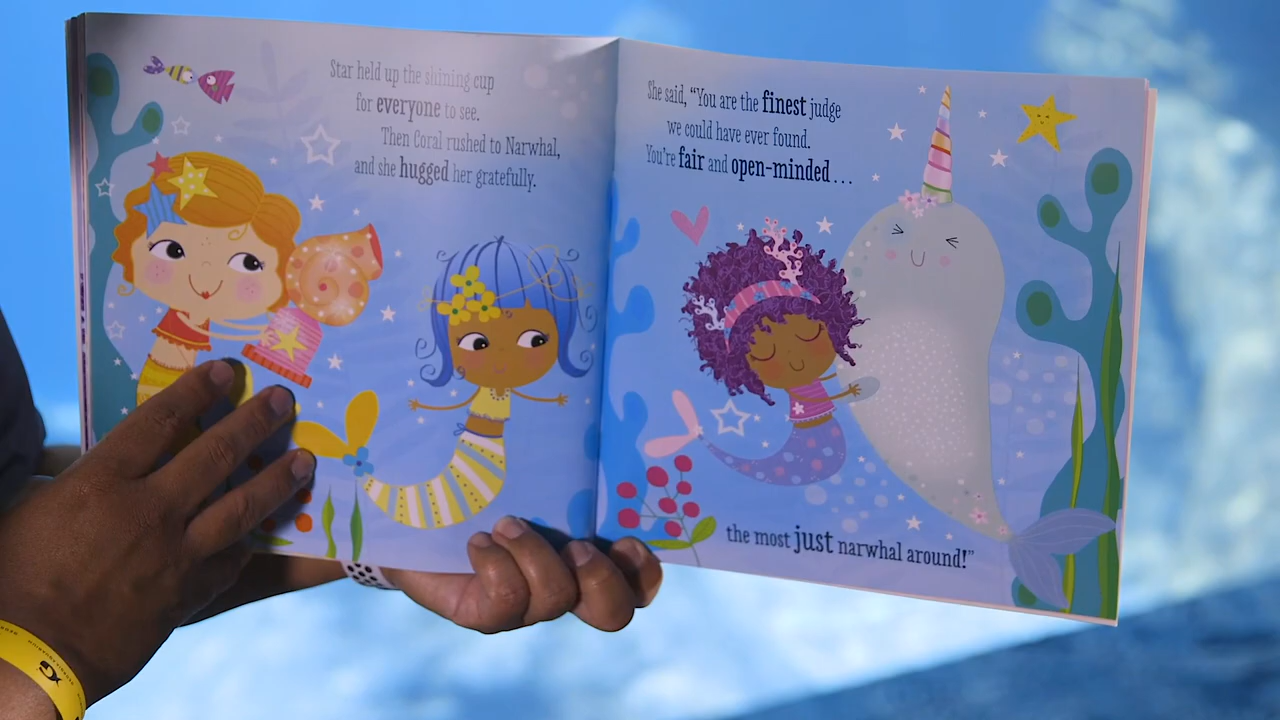 Star held up the shining cup
for everyone to see.
Then Coral rushed to Narwhal,
and she hugged her gratefully.
She said, “You are the finest judge
we could have ever found.
You're fair and open-minded . . .
the most just narwhal around!”